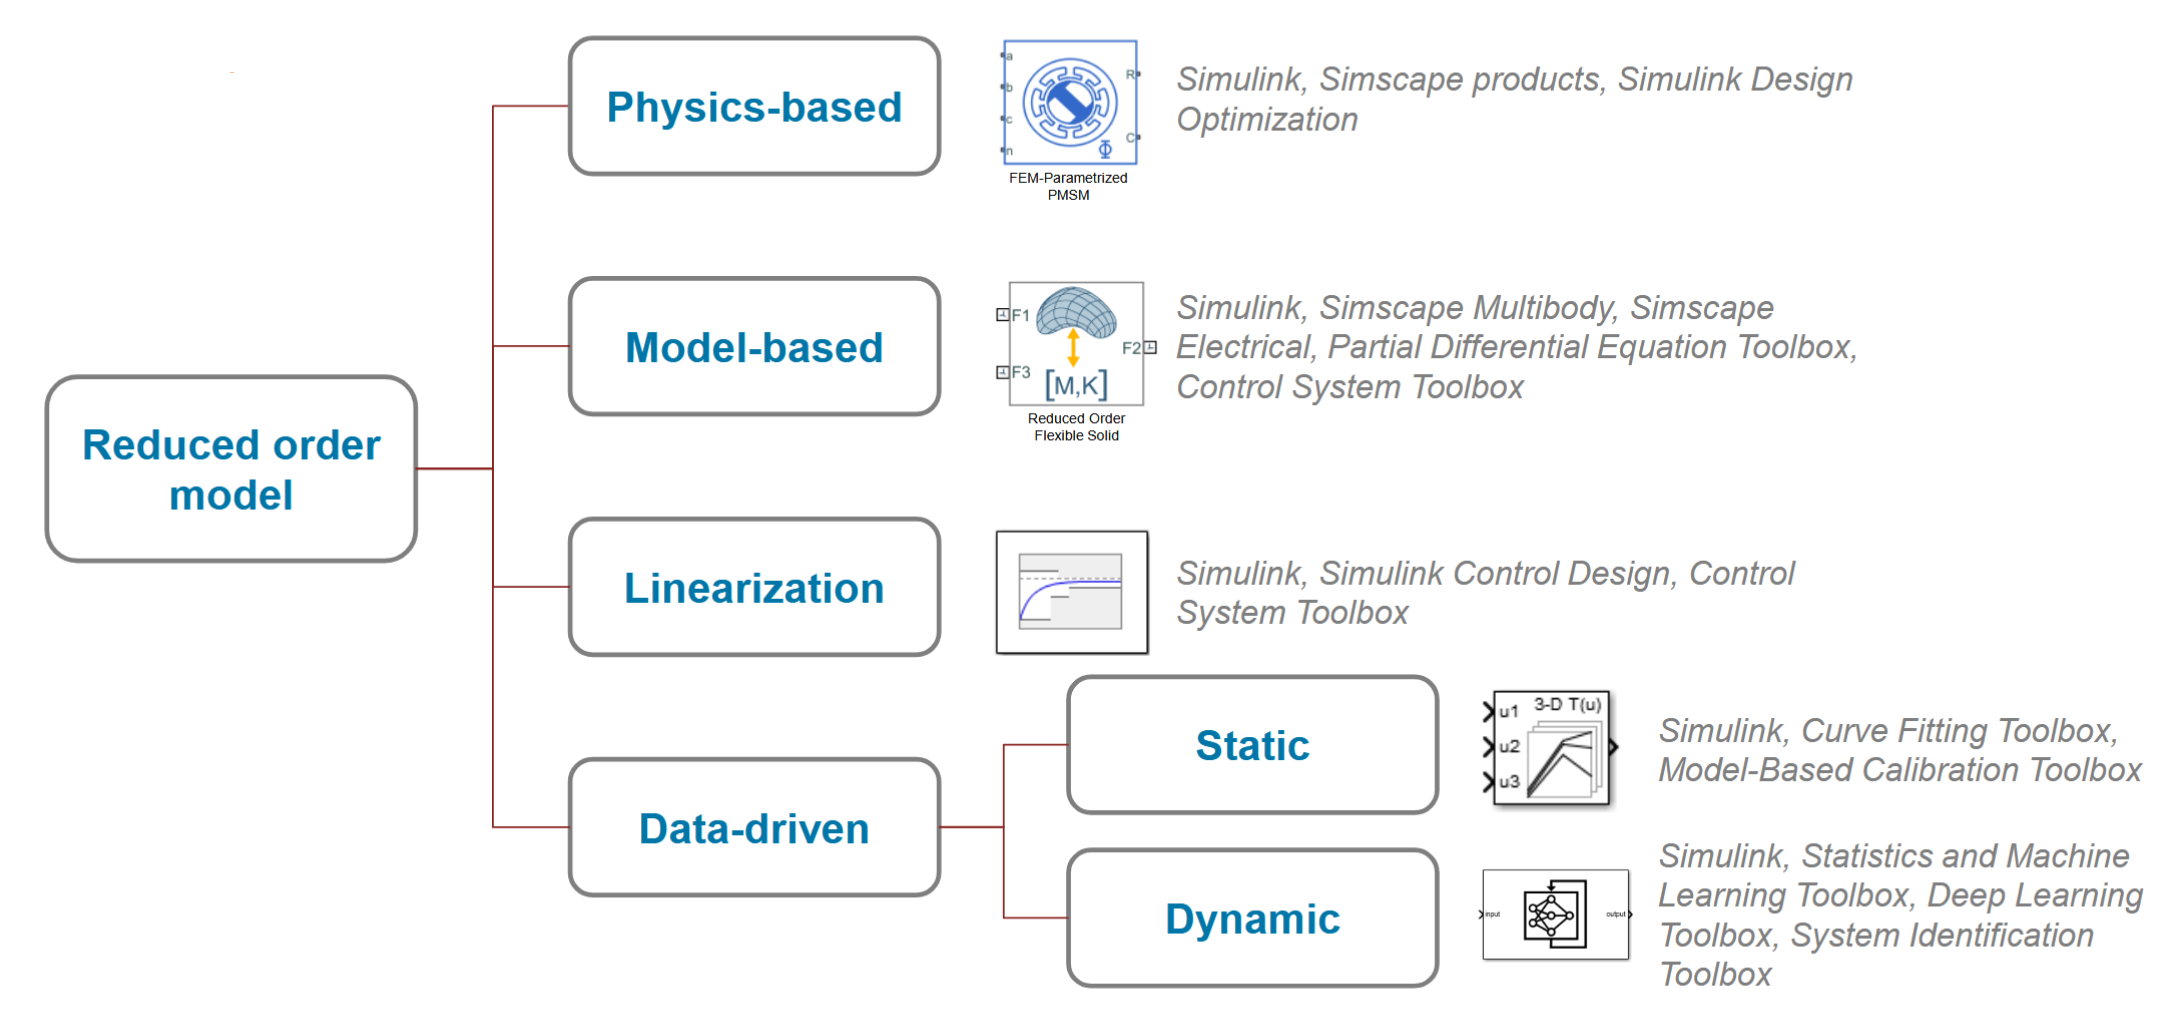 Physics-based
a
b
c
n
R
C
Φ
FEM-Parametrized
PMSM
Simulink, Simscape products, Simulink Design
Optimization
Model-based
F1
F2
F3
[M,K]
Reduced Order
Flexible Solid
Simulink, Simscape Multibody, Simscape
Electrical, Partial Differential Equation Toolbox,
Control System Toolbox
Reduced order
model
Linearization
Simulink, Simulink Control Design, Control
System Toolbox
Data-driven
Static
3-D T(u)
u1
u2
u3
Simulink, Curve Fitting Toolbox,
Model-Based Calibration Toolbox
Dynamic
input
output
Simulink, Statistics and Machine
Learning Toolbox, Deep Learning
Toolbox, System Identification
Toolbox